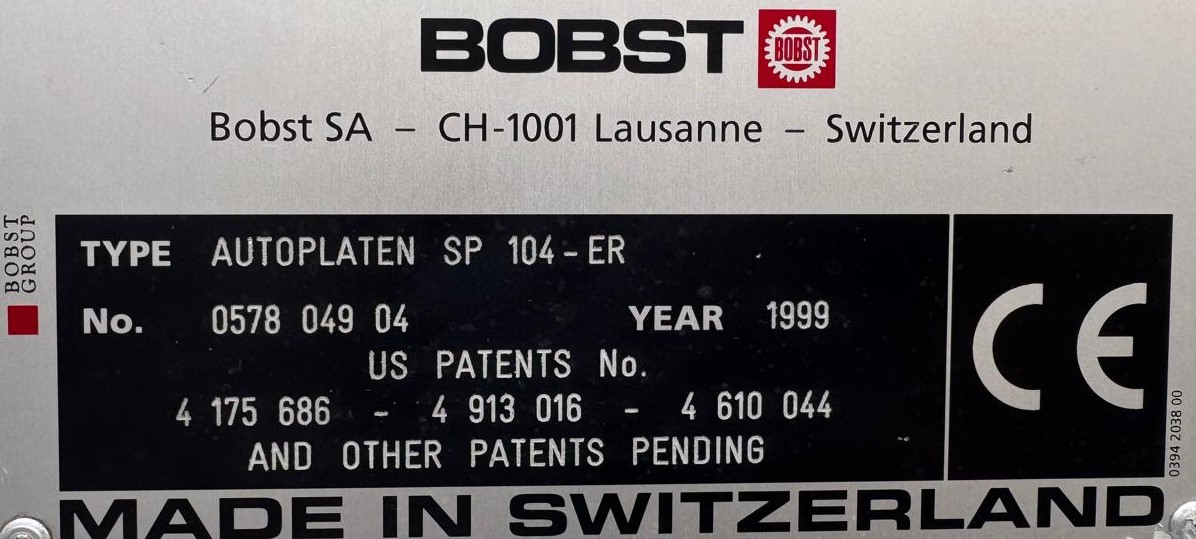 BOBST BOBST
Bobst SA – CH-1001 Lausanne – Switzerland
BOBST
GROUP
TYPE AUTOPLATEN SP 104-ER
No. 0578 049 04 YEAR 1999
US PATENTS No.
4 175 686 - 4 913 016 - 4 610 044
AND OTHER PATENTS PENDING
CE
0394 2038 00
MADE IN SWITZERLAND